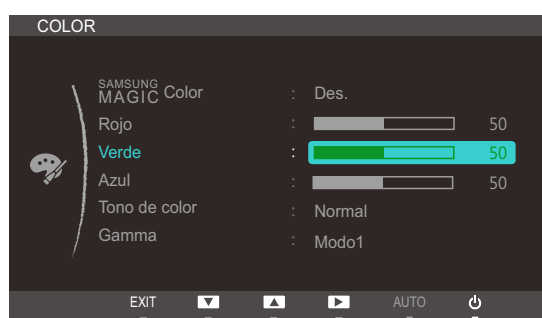 COLOR
SAMSUNG MAGIC Color : Des.
Rojo : 50
Verde : 50
Azul : 50
Tono de color : Normal
Gamma : Modo1
EXIT AUTO